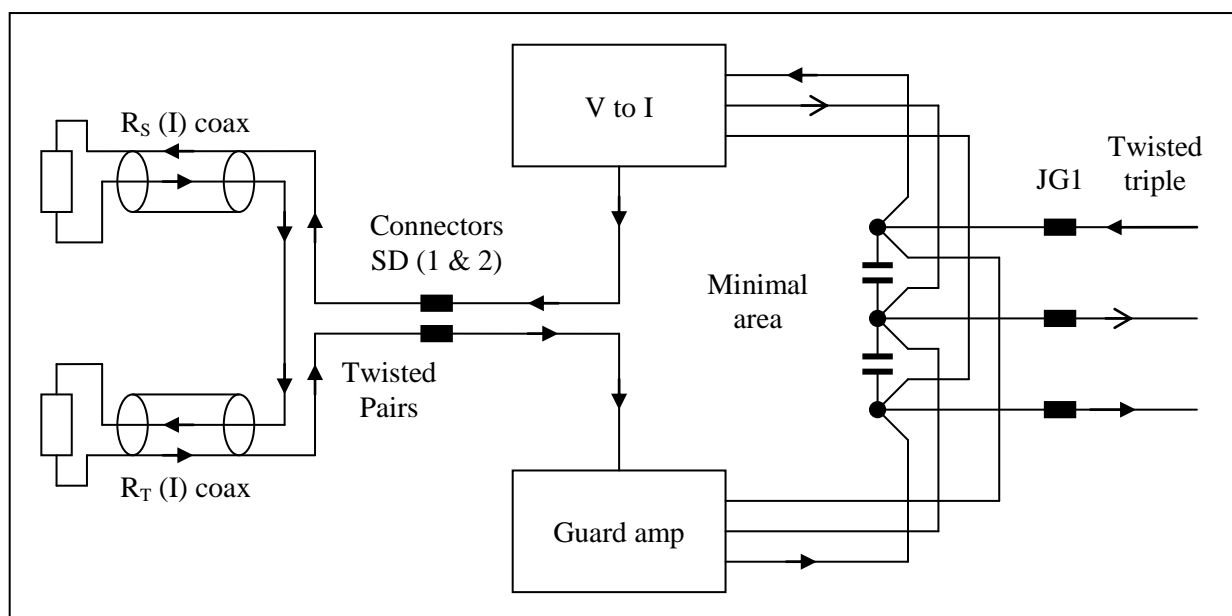 R_S (I) coax
V to I
Connectors
SD (1 & 2)
JG1
Twisted
triple
Minimal
area
Twisted
Pairs
R_T (I) coax
Guard amp